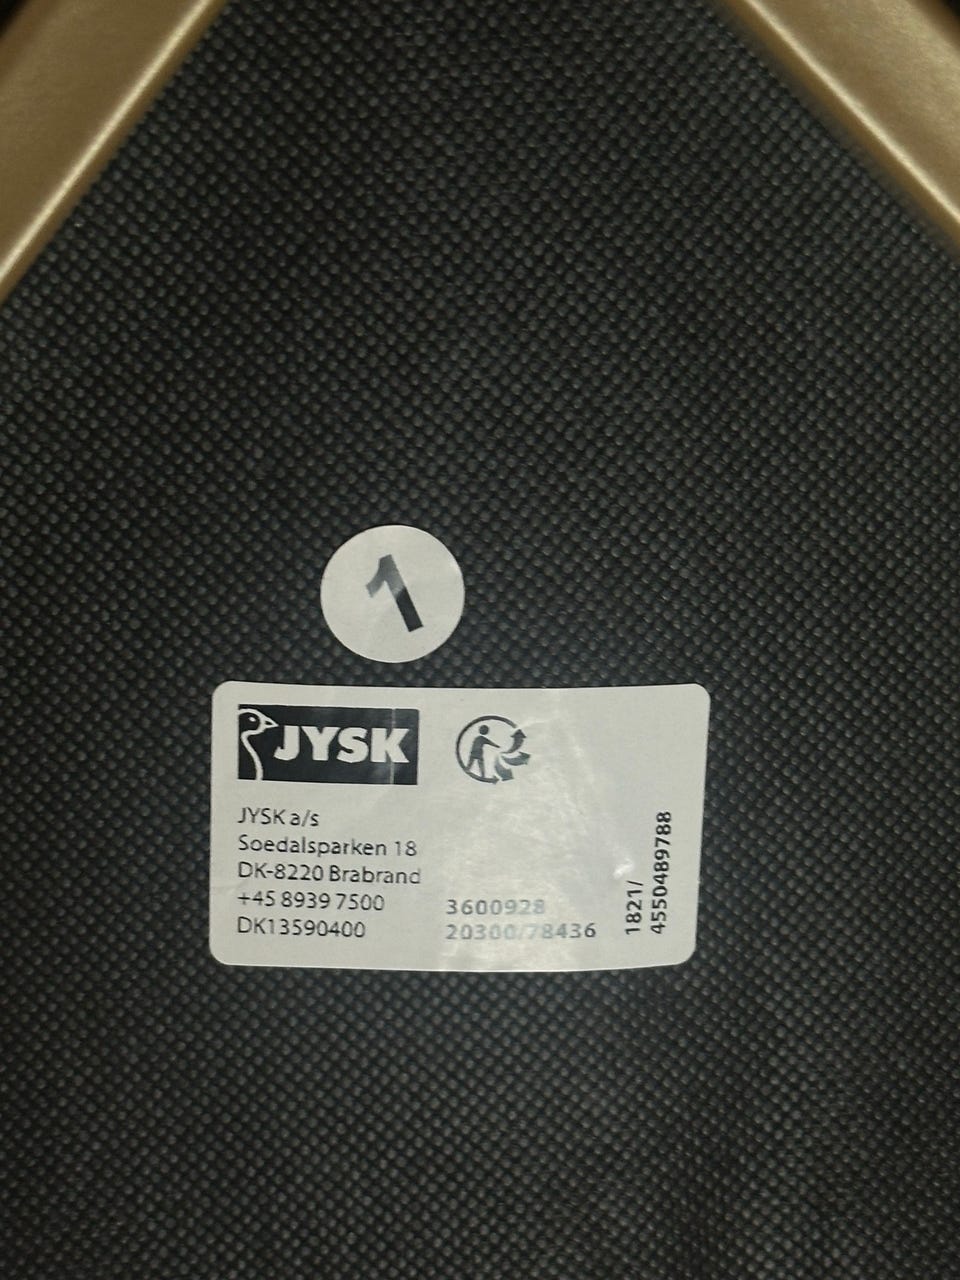 1
JYSK
JYSK a/s
Soedalsparken 18
DK-8220 Brabrand
+45 8939 7500
DK13590400
3600928
20300/78436
1821/
4550489788